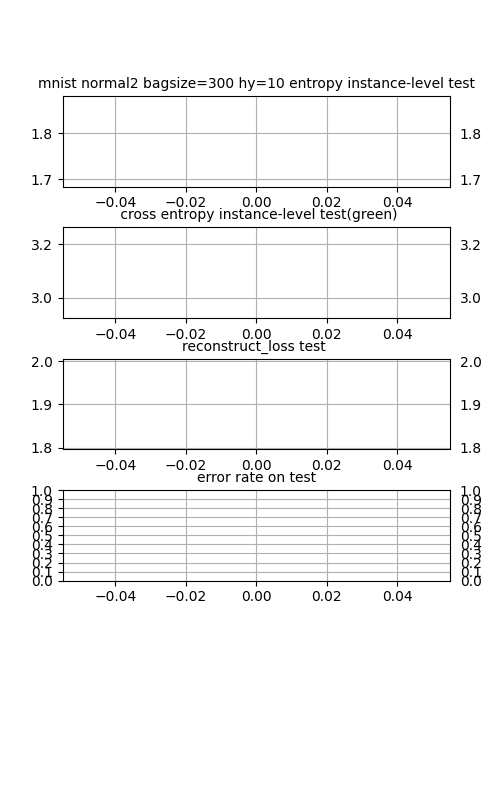 mnist normal2 bagsize=300 hy=10 entropy instance-level test
1.8 1.8
1.7 1.7
−0.04 −0.02 0.00 0.02 0.04
cross entropy instance-level test(green)
3.2 3.2
3.0 3.0
−0.04 −0.02 0.00 0.02 0.04
reconstruct_loss test
2.0 2.0
1.9 1.9
1.8 1.8
−0.04 −0.02 0.00 0.02 0.04
error rate on test
1.0 1.0
0.9 0.9
0.8 0.8
0.7 0.7
0.6 0.6
0.5 0.5
0.4 0.4
0.3 0.3
0.2 0.2
0.1 0.1
0.0 0.0
−0.04 −0.02 0.00 0.02 0.04